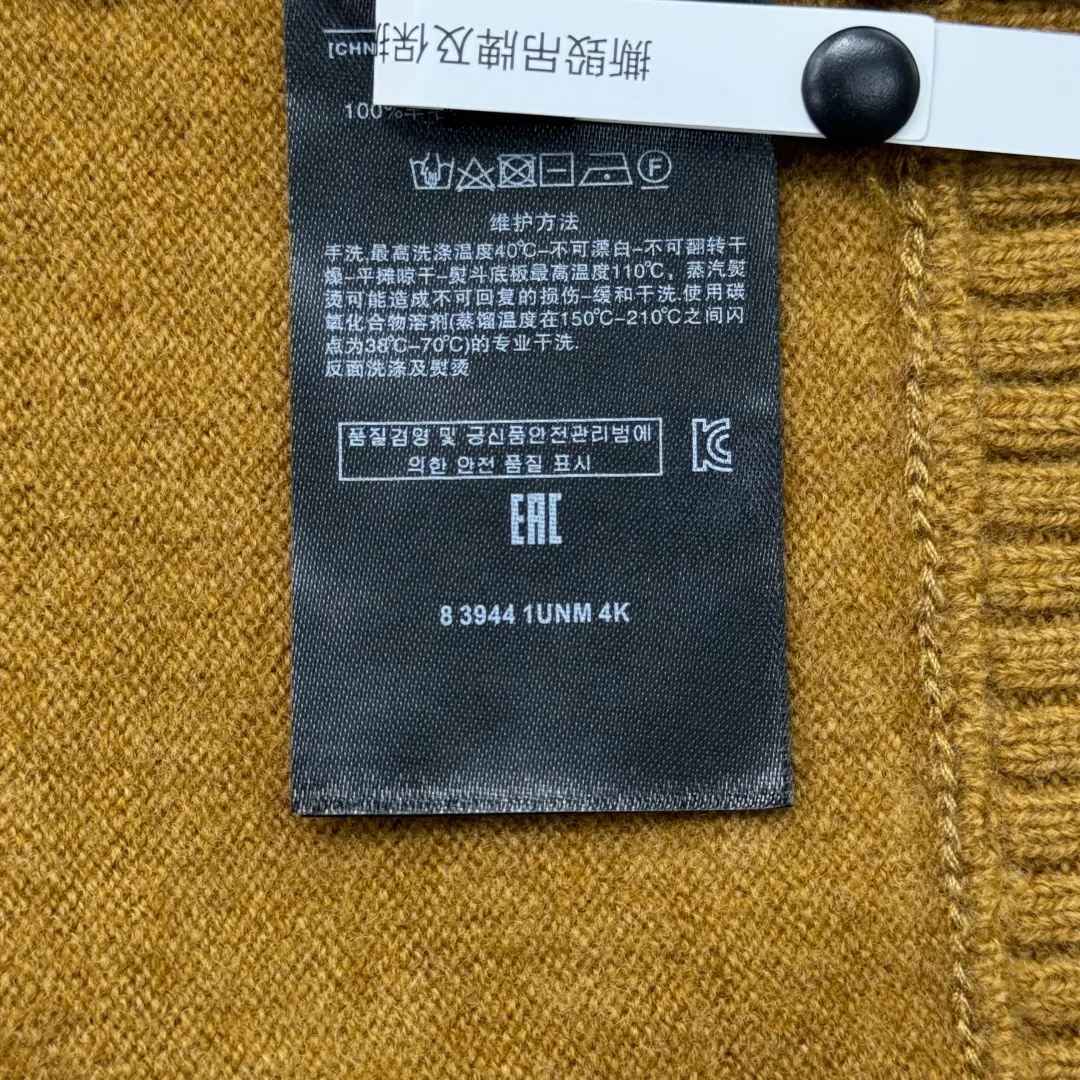 撕毁吊牌及保
[CHN
100%羊毛
F
维护方法
手洗.最高洗涤温度40℃-不可漂白-不可翻转干
燥-平摊晾干-熨斗底板最高温度110℃, 蒸汽熨
烫可能造成不可回复的损伤-缓和干洗.使用碳
氧化合物溶剂(蒸馏温度在150℃-210℃之间闪
点为38℃-70℃)的专业干洗.
反面洗涤及熨烫
품질검영 및 긍신품안전관리범에
의한 안전 품질 표시
EAC
8 3944 1UNM 4K